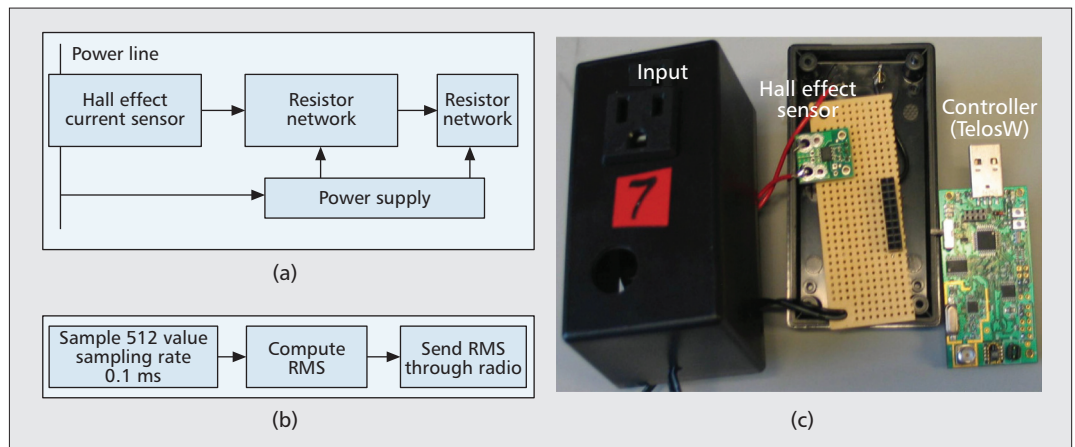 Power line
Hall effect
current sensor
Resistor
network
Resistor
network
Power supply
(a)
Sample 512 value
sampling rate
0.1 ms
Compute
RMS
Send RMS
through radio
(b)
Input
Hall effect
sensor
Controller
(TelosW)
7
(c)